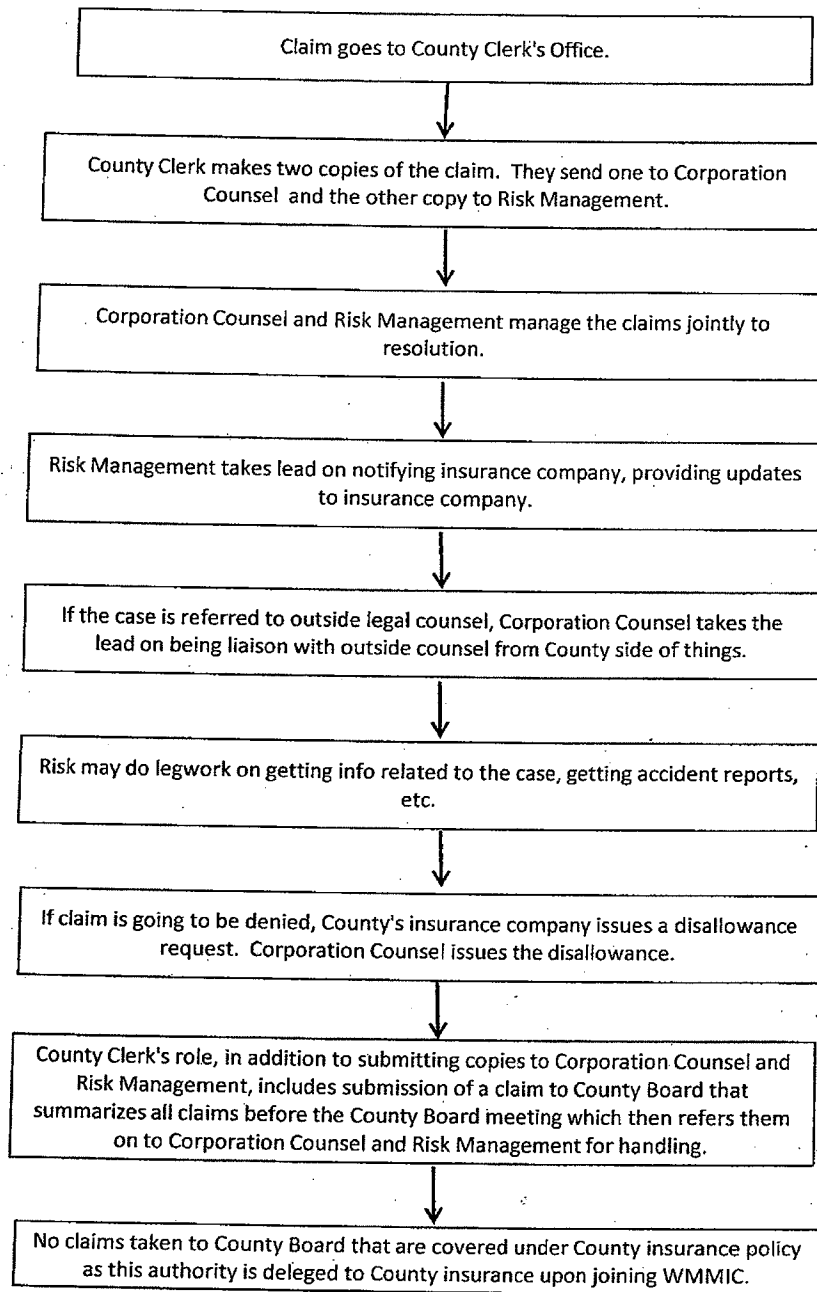 Claim goes to County Clerk's Office.
County Clerk makes two copies of the claim. They send one to Corporation
Counsel and the other copy to Risk Management.
Corporation Counsel and Risk Management manage the claims jointly to
resolution.
Risk Management takes lead on notifying insurance company, providing updates
to insurance company.
If the case is referred to outside legal counsel, Corporation Counsel takes the
lead on being liaison with outside counsel from County side of things.
Risk may do legwork on getting info related to the case, getting accident reports,
etc.
If claim is going to be denied, County's insurance company issues a disallowance
request. Corporation Counsel issues the disallowance.
County Clerk's role, in addition to submitting copies to Corporation Counsel and
Risk Management, includes submission of a claim to County Board that
summarizes all claims before the County Board meeting which then refers them
on to Corporation Counsel and Risk Management for handling.
No claims taken to County Board that are covered under County insurance policy
as this authority is deleged to County insurance upon joining WMMIC.